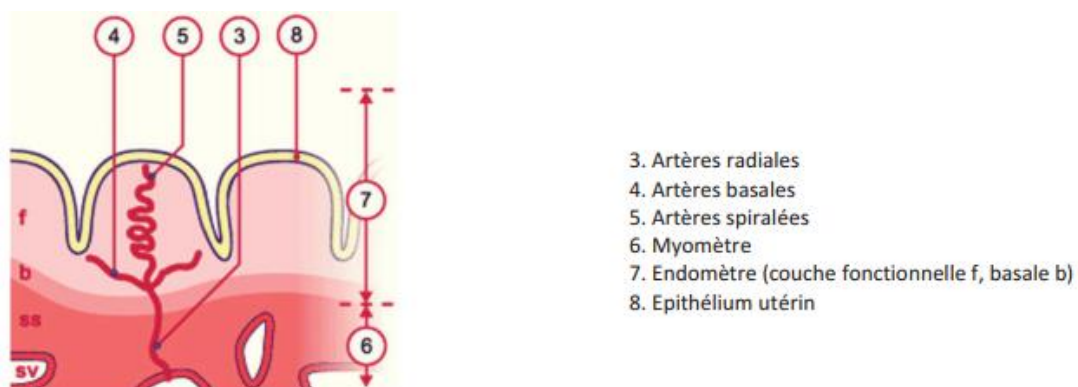 4 5 3 8
f
7
b
ss
6
sv
3. Artères radiales
4. Artères basales
5. Artères spiralées
6. Myomètre
7. Endomètre (couche fonctionnelle f, basale b)
8. Epithélium utérin